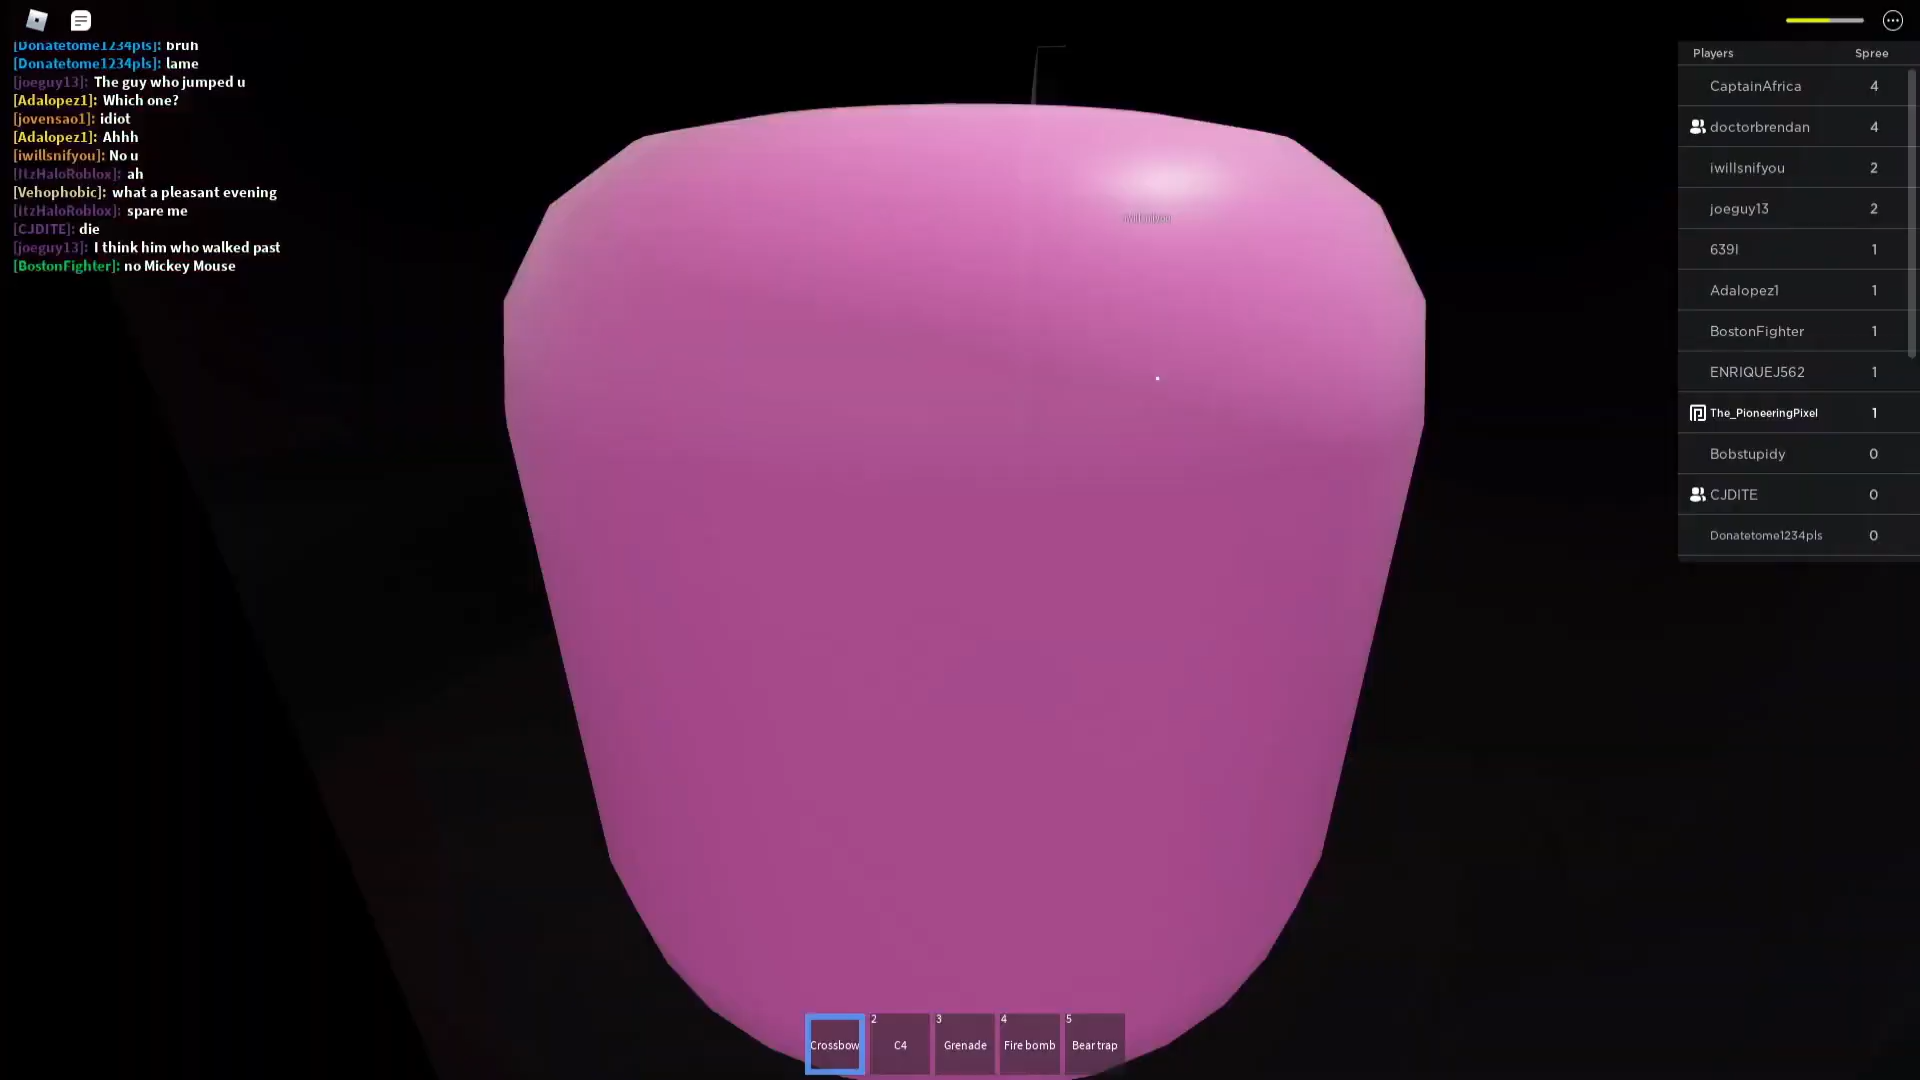 [Donatetome1234pls]: bruh
[Donatetome1234pls]: lame
[joeguy13]: The guy who jumped u
[Adalopez1]: Which one?
[jovensao1]: idiot
[Adalopez1]: Ahhh
[iwillsnifyou]: No u
[ItzHaloRoblox]: ah
[Vehophobic]: what a pleasant evening
[ItzHaloRoblox]: spare me
[CJDITE]: die
[joeguy13]: I think him who walked past
[BostonFighter]: no Mickey Mouse
iwillsnifyou
Players Spree
CaptainAfrica 4
doctorbrendan 4
iwillsnifyou 2
joeguy13 2
639I 1
Adalopez1 1
BostonFighter 1
ENRIQUEJ562 1
The_PioneeringPixel 1
Bobstupidy 0
CJDITE 0
Donatetome1234pls 0
Crossbow
2 C4
3 Grenade
4 Fire bomb
5 Bear trap